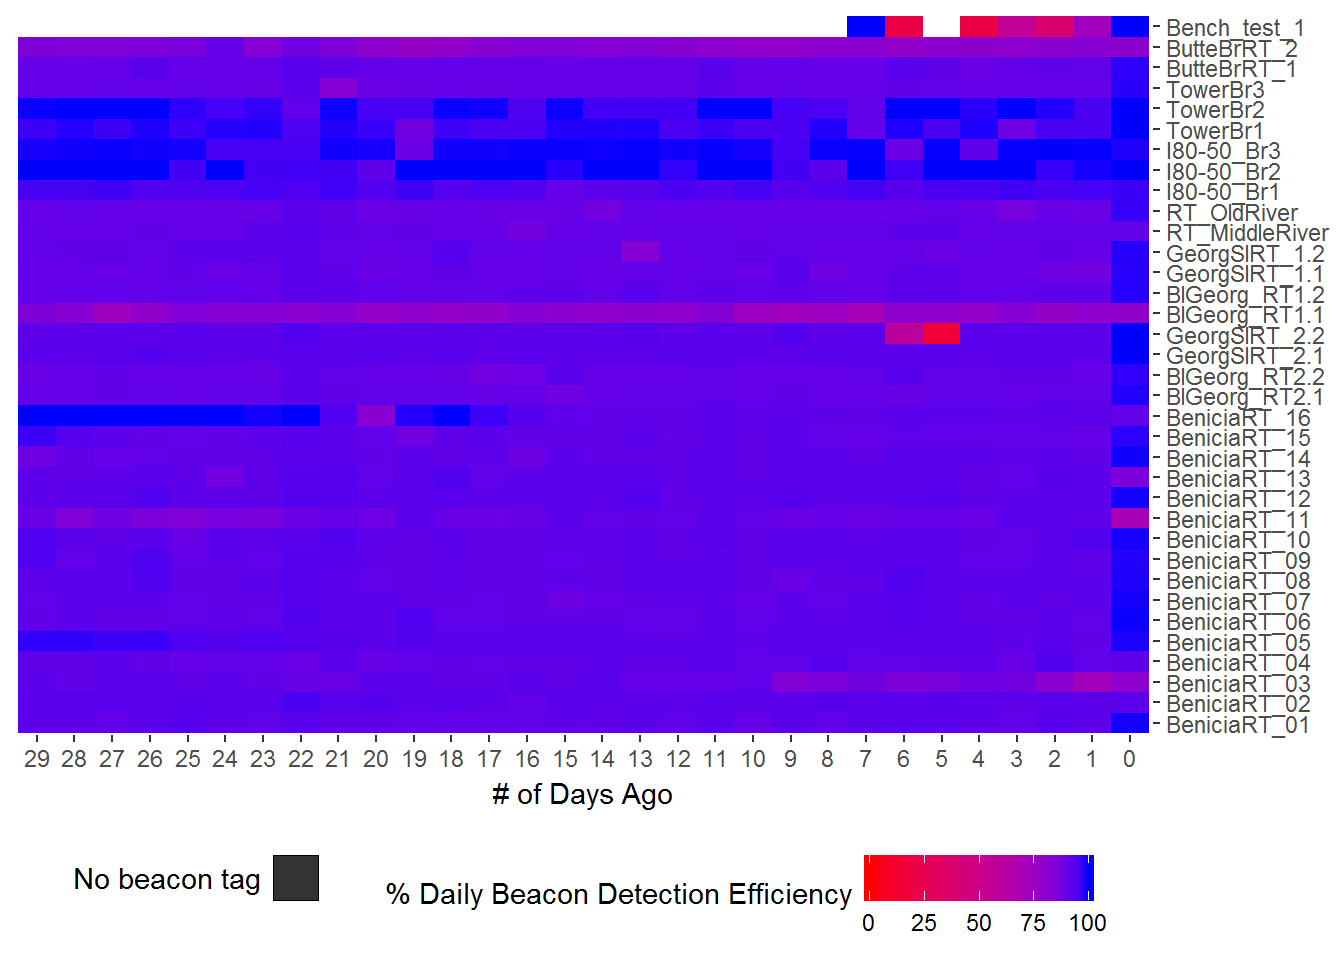 Bench_test_1
ButteBrRT_2
ButteBrRT_1
TowerBr3
TowerBr2
TowerBr1
I80-50_Br3
I80-50_Br2
I80-50_Br1
RT_OldRiver
RT_MiddleRiver
GeorgSlRT_1.2
GeorgSlRT_1.1
BlGeorg_RT1.2
BlGeorg_RT1.1
GeorgSlRT_2.2
GeorgSlRT_2.1
BlGeorg_RT2.2
BlGeorg_RT2.1
BeniciaRT_16
BeniciaRT_15
BeniciaRT_14
BeniciaRT_13
BeniciaRT_12
BeniciaRT_11
BeniciaRT_10
BeniciaRT_09
BeniciaRT_08
BeniciaRT_07
BeniciaRT_06
BeniciaRT_05
BeniciaRT_04
BeniciaRT_03
BeniciaRT_02
BeniciaRT_01
29 28 27 26 25 24 23 22 21 20 19 18 17 16 15 14 13 12 11 10 9 8 7 6 5 4 3 2 1 0
# of Days Ago
No beacon tag
% Daily Beacon Detection Efficiency
0 25 50 75 100